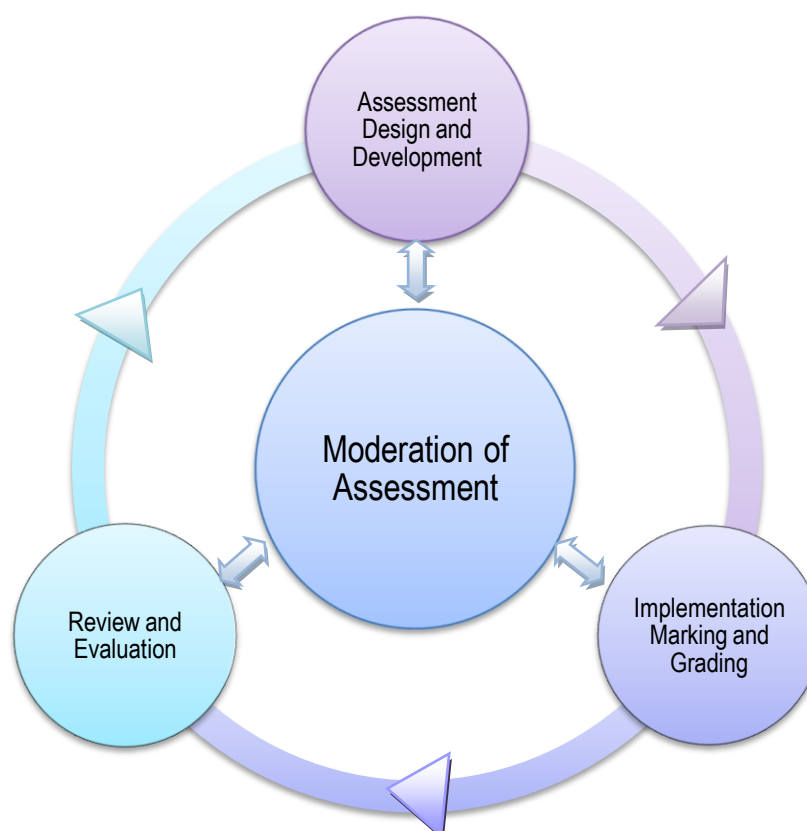 Assessment
Design and
Development
Moderation of
Assessment
Review and
Evaluation
Implementation
Marking and
Grading